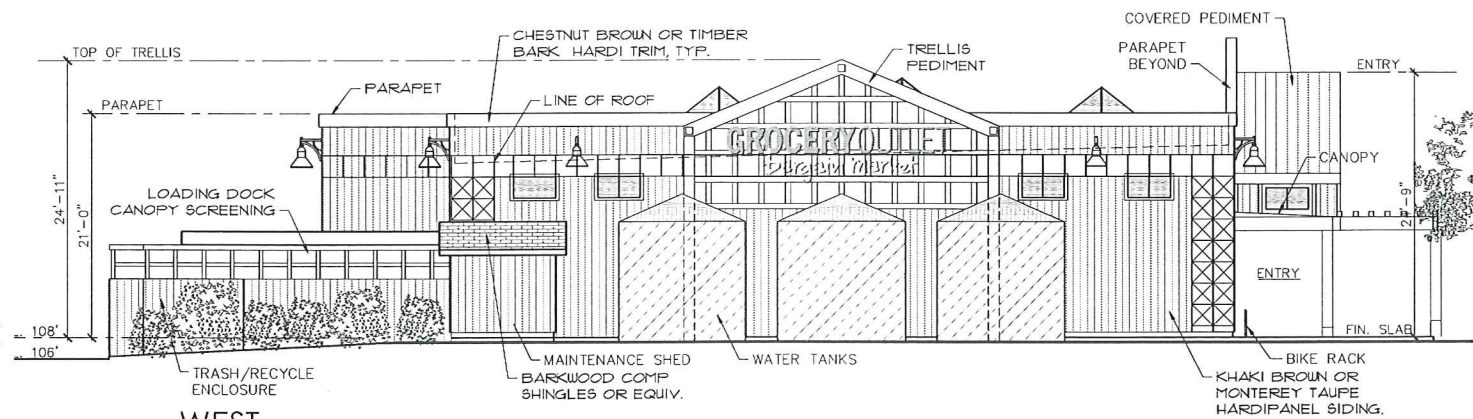 COVERED PEDIMENT
CHESTNUT BROWN OR TIMBER
BARK HARDI TRIM, TYP.
TOP OF TRELLIS
TRELLIS
PEDIMENT
PARAPET
BEYOND
ENTRY
PARAPET
PARAPET
LINE OF ROOF
GROCERY OUTLET
bargain market
CANOPY
LOADING DOCK
CANOPY SCREENING
24'-11"
21'-0"
ENTRY
108'
106'
FIN. SLAB
TRASH/RECYCLE
ENCLOSURE
MAINTENANCE SHED
BARKWOOD COMP
SHINGLES OR EQUIV.
WATER TANKS
BIKE RACK
KHAKI BROWN OR
MONTEREY TAUPE
HARDIPANEL SIDING,
WEST